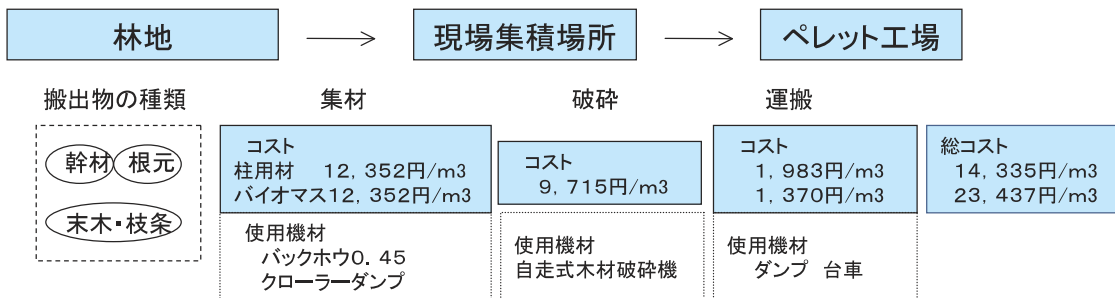 林地
現場集積場所
ペレット工場
搬出物の種類
集材
破砕
運搬
幹材 根元
末木・枝条
コスト
柱用材 12,352円/m3
バイオマス12,352円/m3
使用機材
バックホウ0.45
クローラーダンプ
コスト
9,715円/m3
使用機材
自走式木材破砕機
コスト
1,983円/m3
1,370円/m3
使用機材
ダンプ 台車
総コスト
14,335円/m3
23,437円/m3